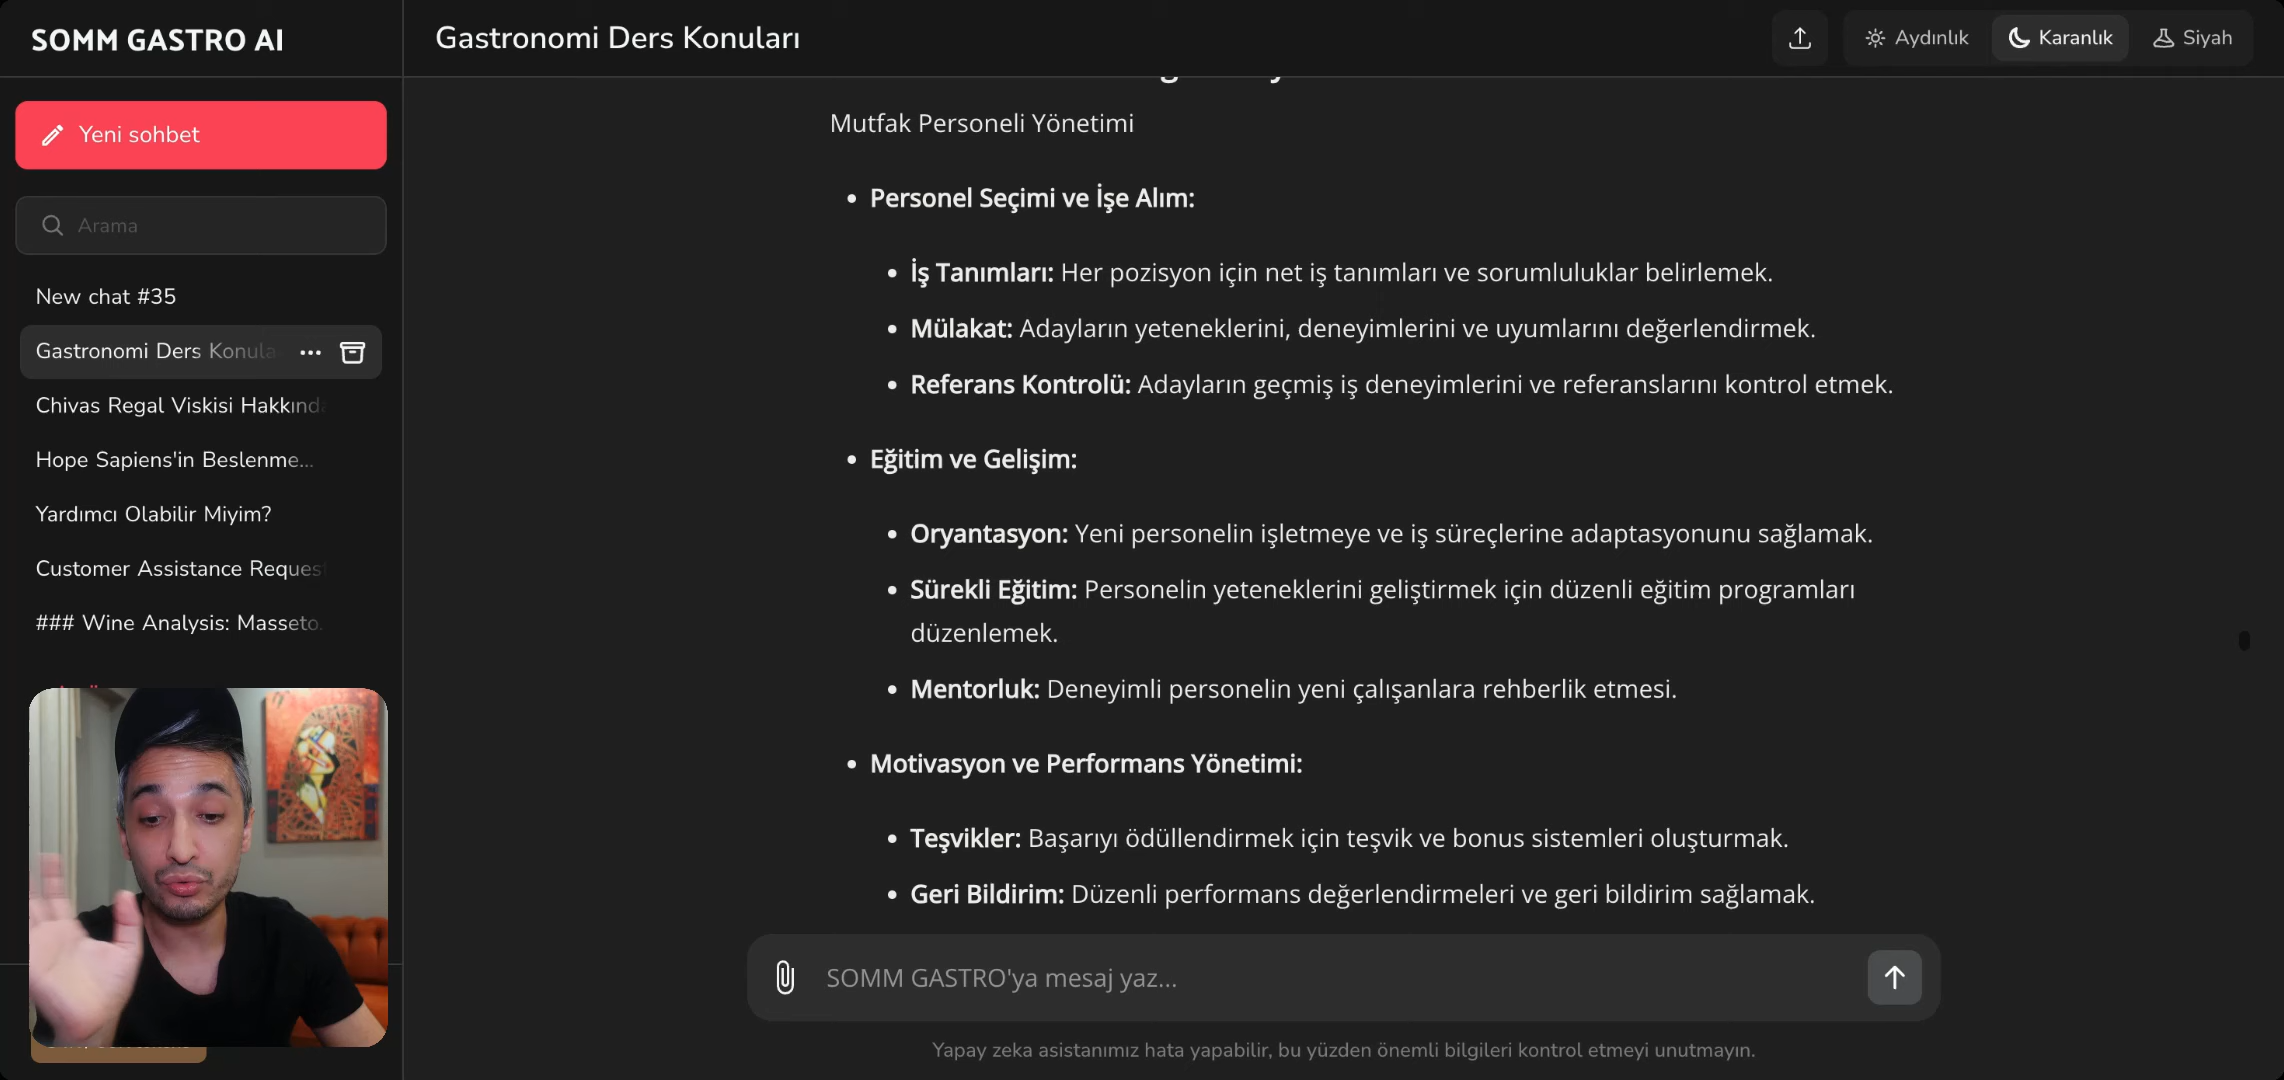 SOMM GASTRO AI
Gastronomi Ders Konuları
Aydınlık
Karanlık
Siyah
Yeni sohbet
Arama
New chat #35
Gastronomi Ders Konula
Chivas Regal Viskisi Hakkında
Hope Sapiens'in Beslenme...
Yardımcı Olabilir Miyim?
Customer Assistance Request
### Wine Analysis: Masseto.
Mutfak Personeli Yönetimi
• Personel Seçimi ve İşe Alım:
• İş Tanımları: Her pozisyon için net iş tanımları ve sorumluluklar belirlemek.
• Mülakat: Adayların yeteneklerini, deneyimlerini ve uyumlarını değerlendirmek.
• Referans Kontrolü: Adayların geçmiş iş deneyimlerini ve referanslarını kontrol etmek.
• Eğitim ve Gelişim:
• Oryantasyon: Yeni personelin işletmeye ve iş süreçlerine adaptasyonunu sağlamak.
• Sürekli Eğitim: Personelin yeteneklerini geliştirmek için düzenli eğitim programları
düzenlemek.
• Mentorluk: Deneyimli personelin yeni çalışanlara rehberlik etmesi.
• Motivasyon ve Performans Yönetimi:
• Teşvikler: Başarıyı ödüllendirmek için teşvik ve bonus sistemleri oluşturmak.
• Geri Bildirim: Düzenli performans değerlendirmeleri ve geri bildirim sağlamak.
SOMM GASTRO'ya mesaj yaz...
Yapay zeka asistanımız hata yapabilir, bu yüzden önemli bilgileri kontrol etmeyi unutmayın.